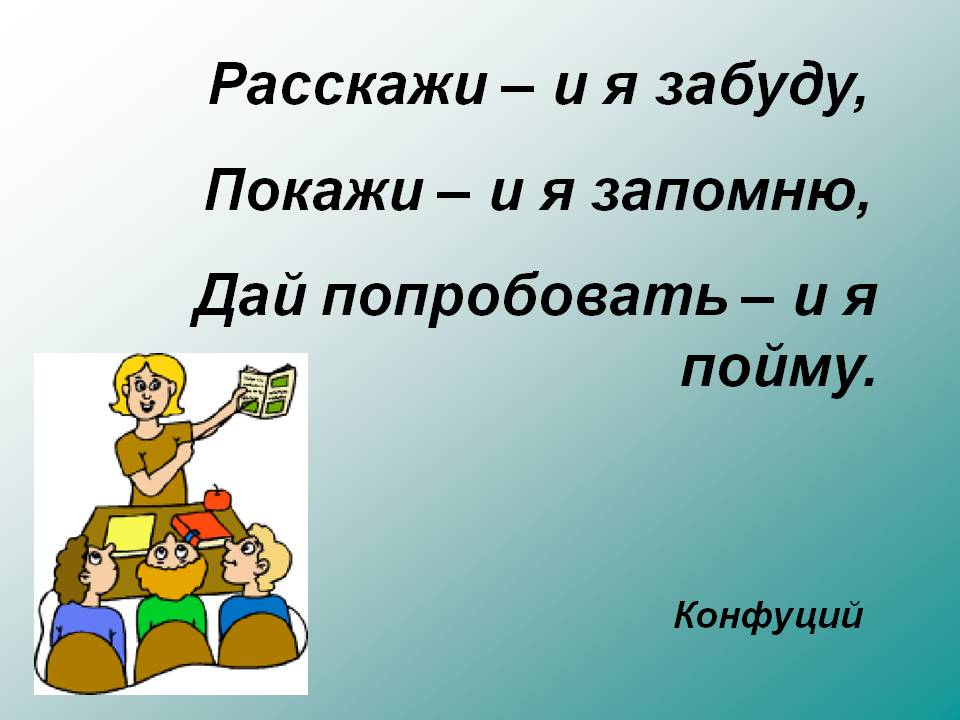 Расскажи – и я забуду,
Покажи – и я запомню,
Дай попробовать – и я
пойму.
Конфуций